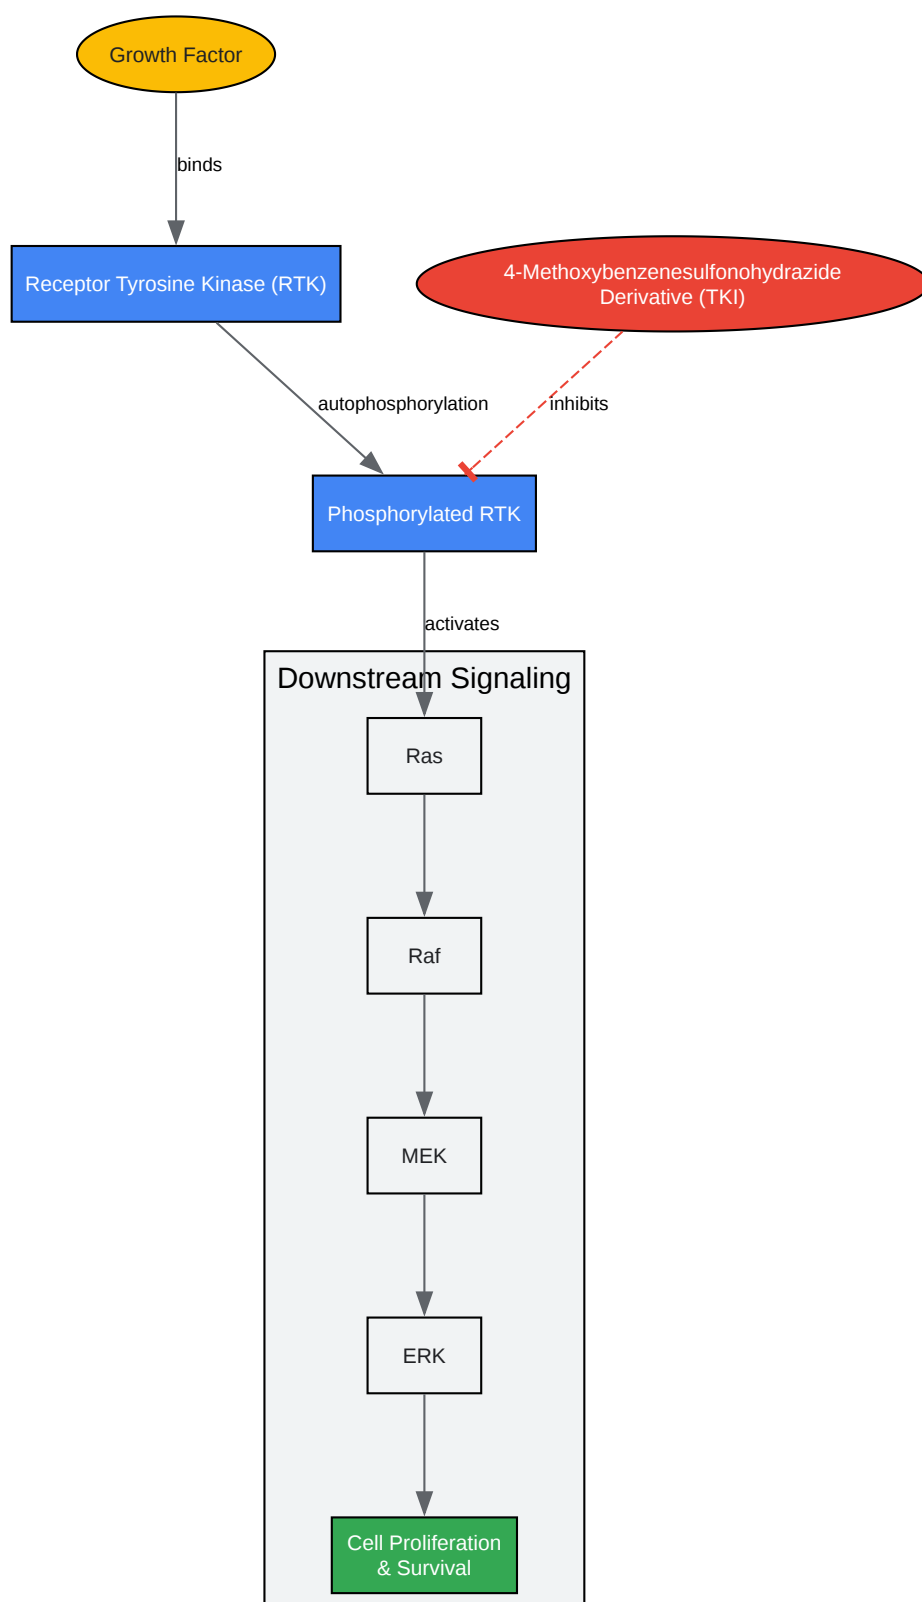 Growth Factor
binds
Receptor Tyrosine Kinase (RTK)
4-Methoxybenzenesulfonohydrazide
Derivative (TKI)
autophosphorylation
inhibits
Phosphorylated RTK
activates
Downstream Signaling
Ras
Raf
MEK
ERK
Cell Proliferation
& Survival